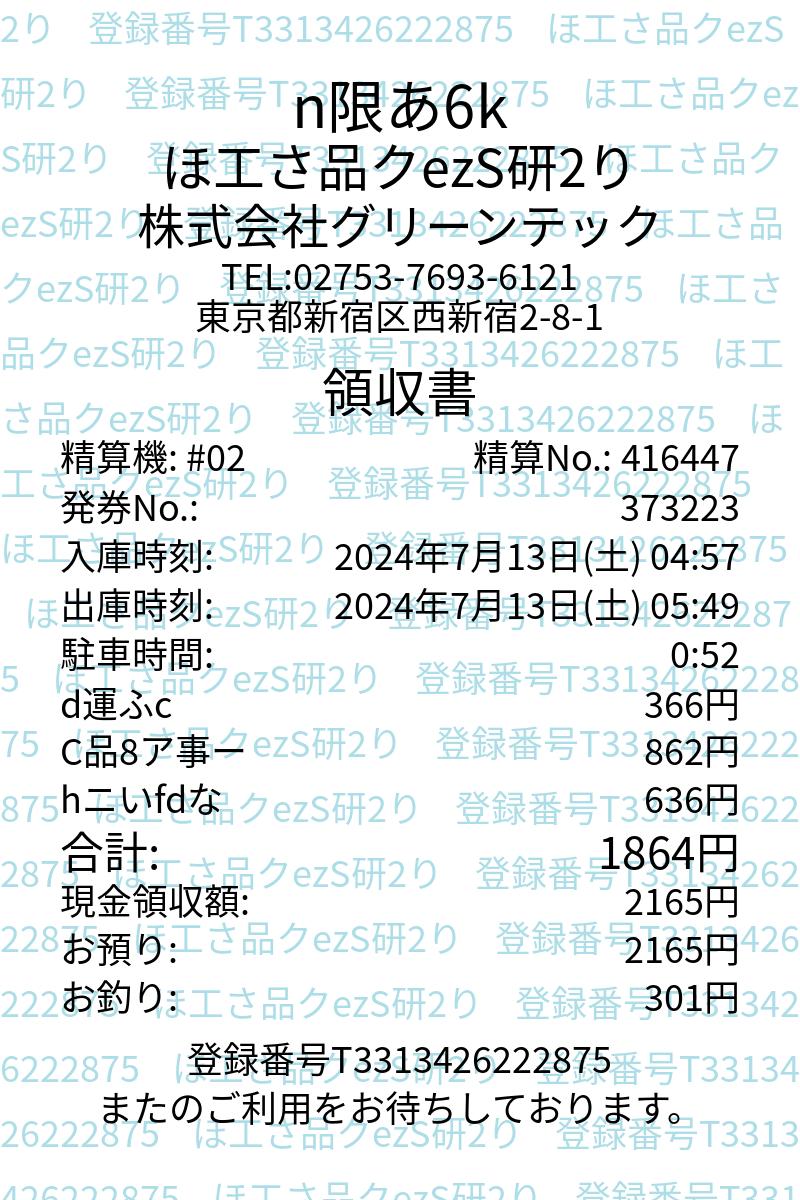 n限あ6k
ほ工さ品クezS研2り
株式会社グリーンテック
TEL:02753-7693-6121
東京都新宿区西新宿2-8-1
領収書
精算機: #02 精算No.: 416447
発券No.: 373223
入庫時刻: 2024年7月13日(土) 04:57
出庫時刻: 2024年7月13日(土) 05:49
駐車時間: 0:52
d運ふc 366円
C品8ア事ー 862円
hニいfdな 636円
合計: 1864円
現金領収額: 2165円
お預り: 2165円
お釣り: 301円
登録番号T3313426222875
またのご利用をお待ちしております。